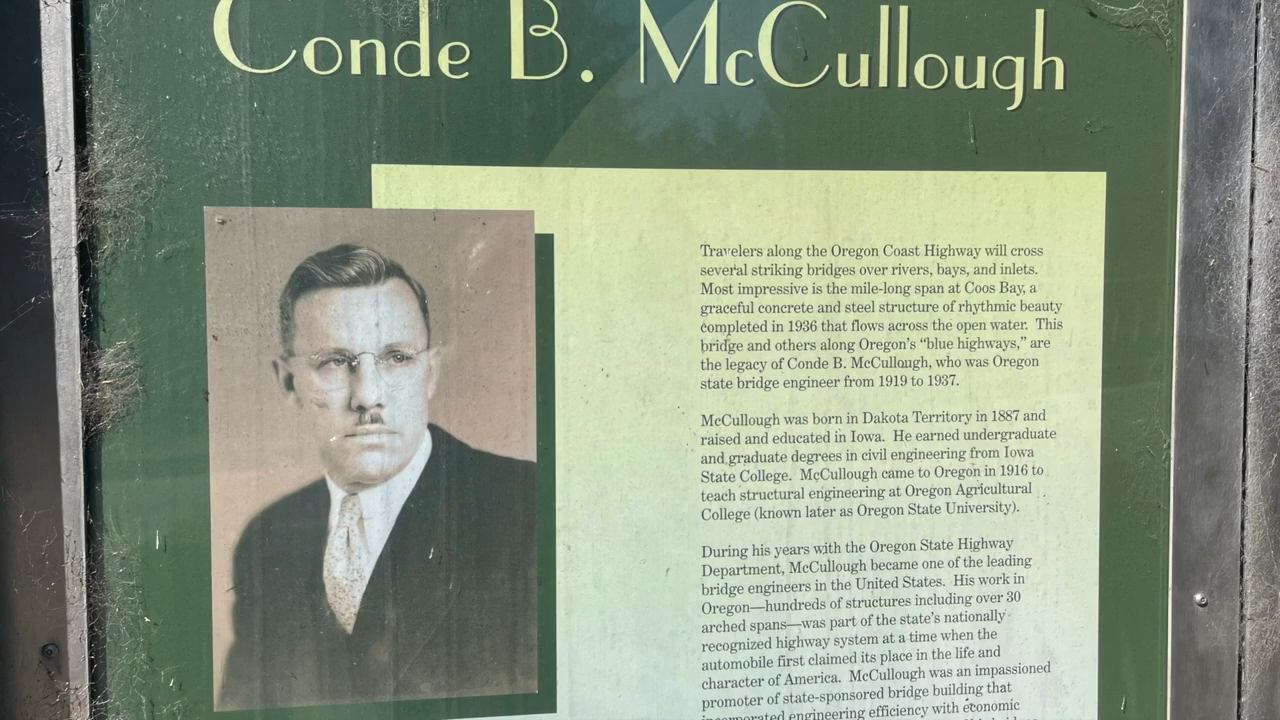 Conde B. McCullough
Travelers along the Oregon Coast Highway will cross
several striking bridges over rivers, bays, and inlets.
Most impressive is the mile-long span at Coos Bay, a
graceful concrete and steel structure of rhythmic beauty
completed in 1936 that flows across the open water.  This
bridge and others along Oregon's “blue highways,” are
the legacy of Conde B. McCullough, who was Oregon
state bridge engineer from 1919 to 1937.
McCullough was born in Dakota Territory in 1887 and
raised and educated in Iowa.  He earned undergraduate
and graduate degrees in civil engineering from Iowa
State College.  McCullough came to Oregon in 1916 to
teach structural engineering at Oregon Agricultural
College (known later as Oregon State University).
During his years with the Oregon State Highway
Department, McCullough became one of the leading
bridge engineers in the United States.  His work in
Oregon—hundreds of structures including over 30
arched spans—was part of the state's nationally
recognized highway system at a time when the
automobile first claimed its place in the life and
character of America.  McCullough was an impassioned
promoter of state-sponsored bridge building that
incorporated engineering efficiency with economic